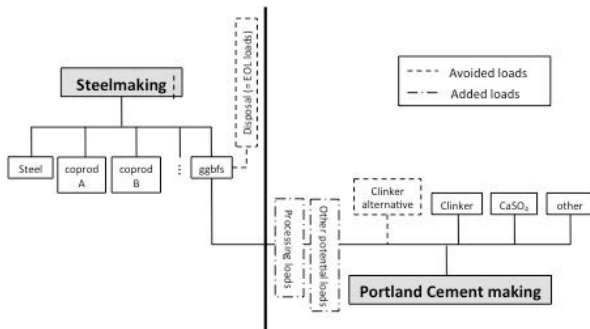 Steelmaking
Disposal (= EOL loads)
Avoided loads
Added loads
Steel
coprod
A
coprod
B
...
ggbfs
Clinker
alternative
Clinker
CaSO₄
other
Processing loads
Other potential loads
Portland Cement making